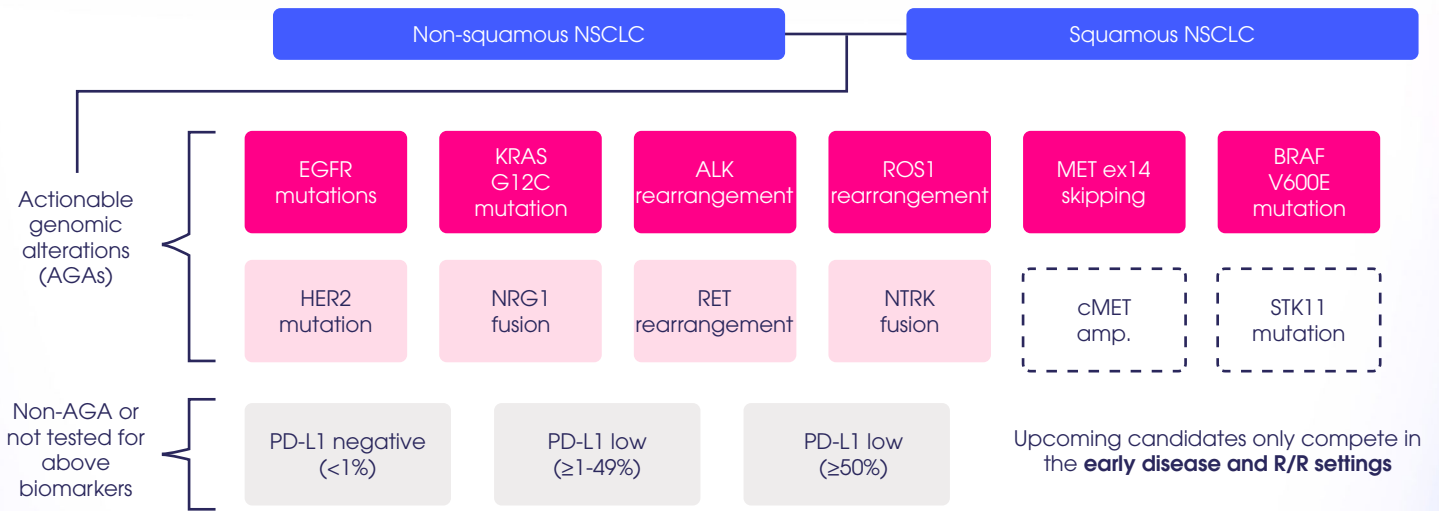 Non-squamous NSCLC
Squamous NSCLC
Actionable
genomic
alterations
(AGAs)
EGFR
mutations
KRAS
G12C
mutation
ALK
rearrangement
ROS1
rearrangement
MET ex14
skipping
BRAF
V600E
mutation
HER2
mutation
NRG1
fusion
RET
rearrangement
NTRK
fusion
cMET
amp.
STK11
mutation
Non-AGA or
not tested for
above
biomarkers
PD-L1 negative
(<1%)
PD-L1 low
(≥1-49%)
PD-L1 low
(≥50%)
Upcoming candidates only compete in
the early disease and R/R settings